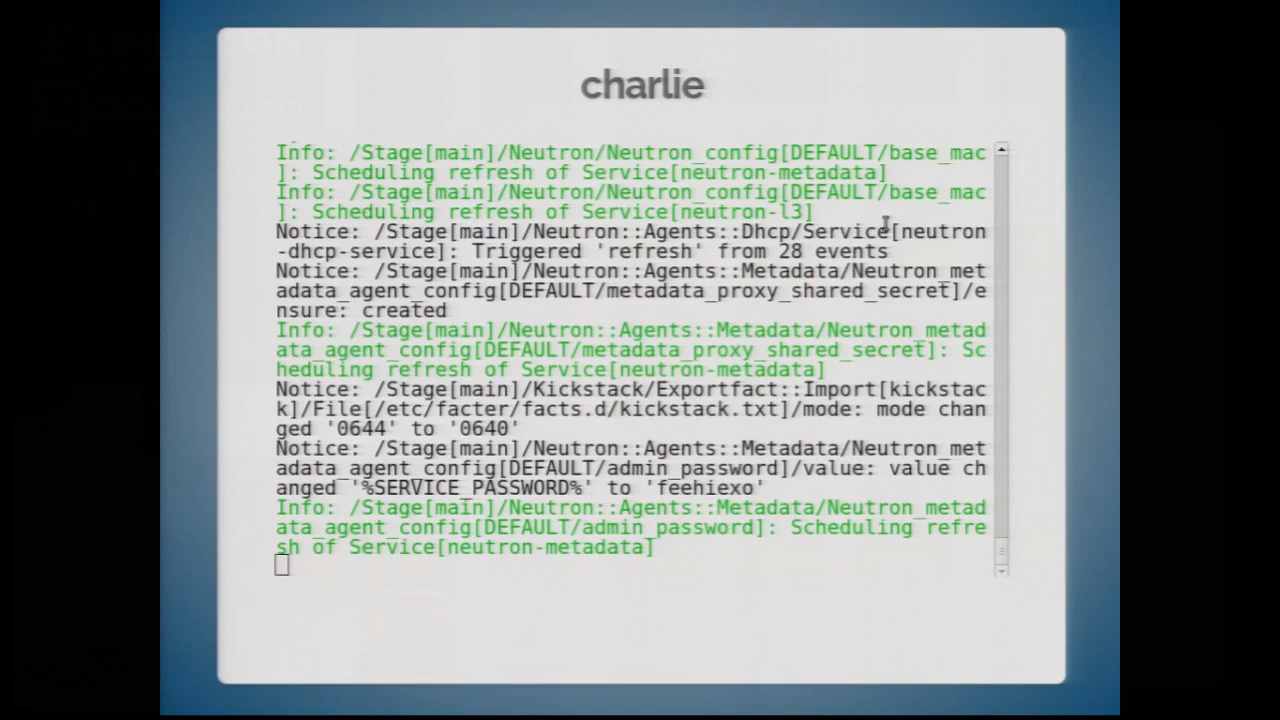 charlie
Info: /Stage[main]/Neutron/Neutron_config[DEFAULT/base_mac
]: Scheduling refresh of Service[neutron-metadata]
Info: /Stage[main]/Neutron/Neutron_config[DEFAULT/base_mac
]: Scheduling refresh of Service[neutron-l3]
Notice: /Stage[main]/Neutron::Agents::Dhcp/Service[neutron
-dhcp-service]: Triggered 'refresh' from 28 events
Notice: /Stage[main]/Neutron::Agents::Metadata/Neutron_met
adata_agent_config[DEFAULT/metadata_proxy_shared_secret]/e
nsure: created
Info: /Stage[main]/Neutron::Agents::Metadata/Neutron_metad
ata_agent_config[DEFAULT/metadata_proxy_shared_secret]: Sc
heduling refresh of Service[neutron-metadata]
Notice: /Stage[main]/Kickstack/Exportfact::Import[kickstac
k]/File[/etc/facter/facts.d/kickstack.txt]/mode: mode chan
ged '0644' to '0640'
Notice: /Stage[main]/Neutron::Agents::Metadata/Neutron_met
adata_agent_config[DEFAULT/admin_password]/value: value ch
anged '%SERVICE_PASSWORD%' to 'feehiexo'
Info: /Stage[main]/Neutron::Agents::Metadata/Neutron_metad
ata_agent_config[DEFAULT/admin_password]: Scheduling refre
sh of Service[neutron-metadata]